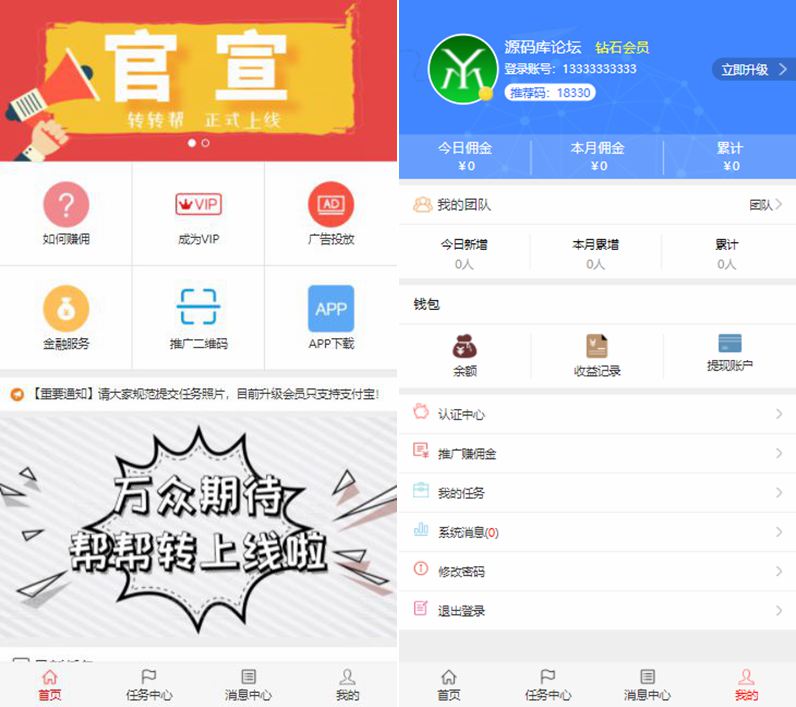 官宣
转转帮 正式上线
如何赚佣
VIP
成为VIP
AD
广告投放
金融服务
推广二维码
APP
APP下载
【重要通知】请大家规范提交任务照片，目前升级会员只支持支付宝！
万众期待
帮帮转上线啦
首页
任务中心
消息中心
我的
源码库论坛 钻石会员
登录账号：13333333333
推荐码：18330
立即升级
今日佣金 本月佣金 累计
¥0 ¥0 ¥0
我的团队 团队
今日新增 本月累增 累计
0人 0人 0人
钱包
余额 收益记录 提现账户
认证中心
推广赚佣金
我的任务
系统消息(0)
修改密码
退出登录
首页 任务中心 消息中心 我的